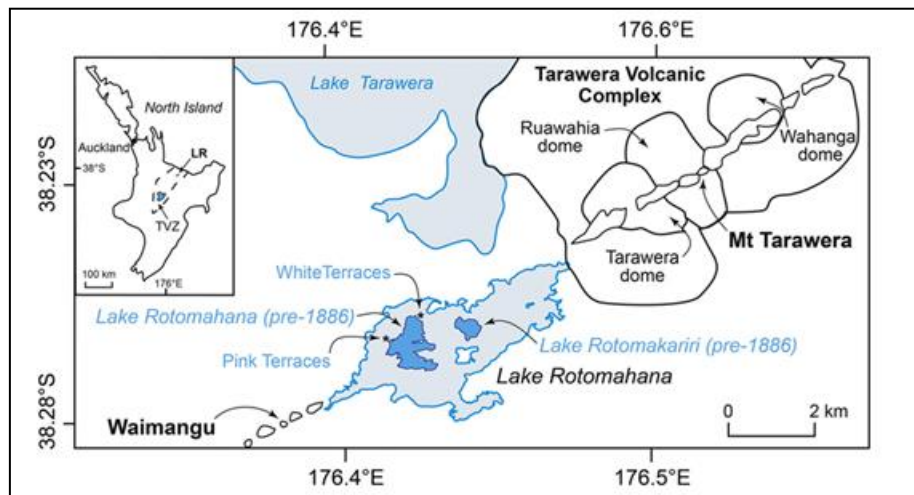 176.4°E
176.6°E
Lake Tarawera
Tarawera Volcanic
Complex
North Island
Ruawahia
dome
Wahanga
dome
Auckland
LR
38°S
38.23°S
TVZ
Mt Tarawera
Tarawera
dome
100 km
176°E
White Terraces
Lake Rotomahana (pre-1886)
Pink Terraces
Lake Rotomakariri (pre-1886)
Lake Rotomahana
Waimangu
0
2 km
38.28°S
176.4°E
176.5°E